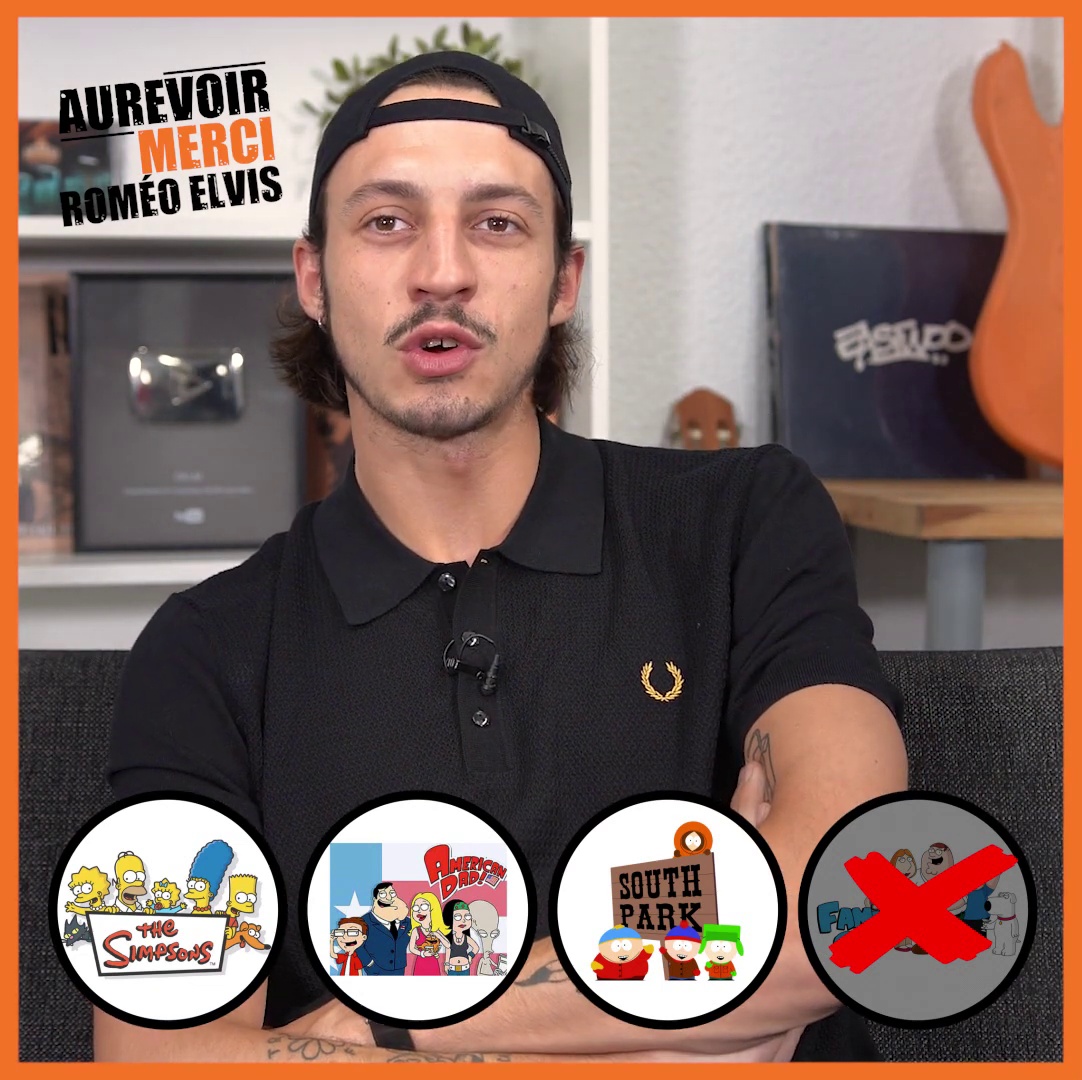 AUREVOIR
MERCI
ROMÉO ELVIS
THE
SIMPSONS
AMERICAN
DAD!
SOUTH
PARK